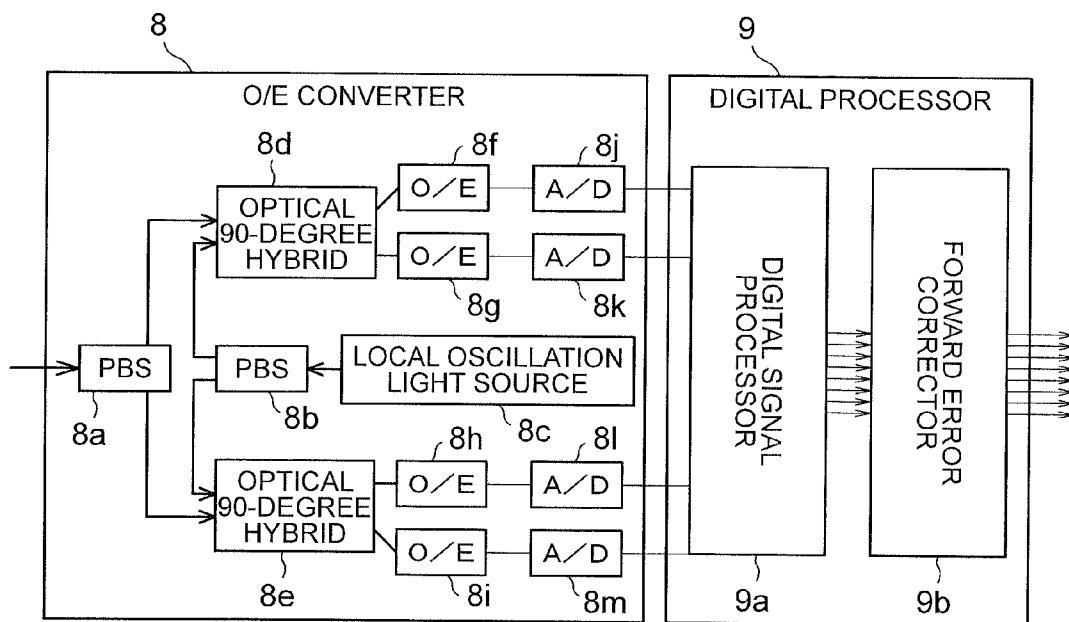 8
9
O/E CONVERTER
DIGITAL PROCESSOR
8d
8f
8j
OPTICAL
90-DEGREE
HYBRID
O/E
A/D
O/E
A/D
8g
8k
PBS
PBS
LOCAL OSCILLATION
LIGHT SOURCE
8a
8b
8c
8h
8l
OPTICAL
90-DEGREE
HYBRID
O/E
A/D
O/E
A/D
8e
8i
8m
DIGITAL SIGNAL
PROCESSOR
FORWARD ERROR
CORRECTOR
9a
9b